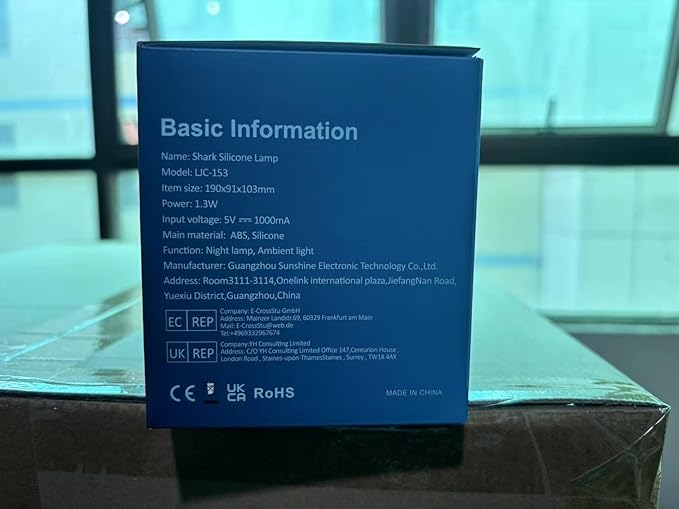 Basic Information
Name: Shark Silicone Lamp
Model: LJC-153
Item size: 190x91x103mm
Power: 1.3W
Input voltage: 5V ⎓ 1000mA
Main material: ABS, Silicone
Function: Night lamp, Ambient light
Manufacturer: Guangzhou Sunshine Electronic Technology Co.,Ltd.
Address: Room3111-3114,Onelink international plaza,JiefangNan Road,
Yuexiu District,Guangzhou,China
EC REP
Company: E-CrossStu GmbH
Address: Mainzer Landstr.69, 60329 Frankfurt am Main
Mail: E-CrossStu@web.de
Tel:+4969332967674
UK REP
Company:YH Consulting Limited
Address: C/O YH Consulting Limited Office 147,Centurion House ,
London Road , Staines-upon-ThamesStaines , Surrey , TW18 4AX
CE UKCA RoHS
MADE IN CHINA